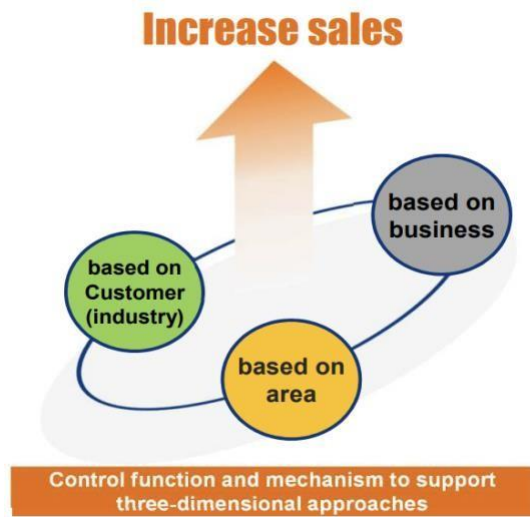 Increase sales
based on
business
based on
Customer
(industry)
based on
area
Control function and mechanism to support
three-dimensional approaches